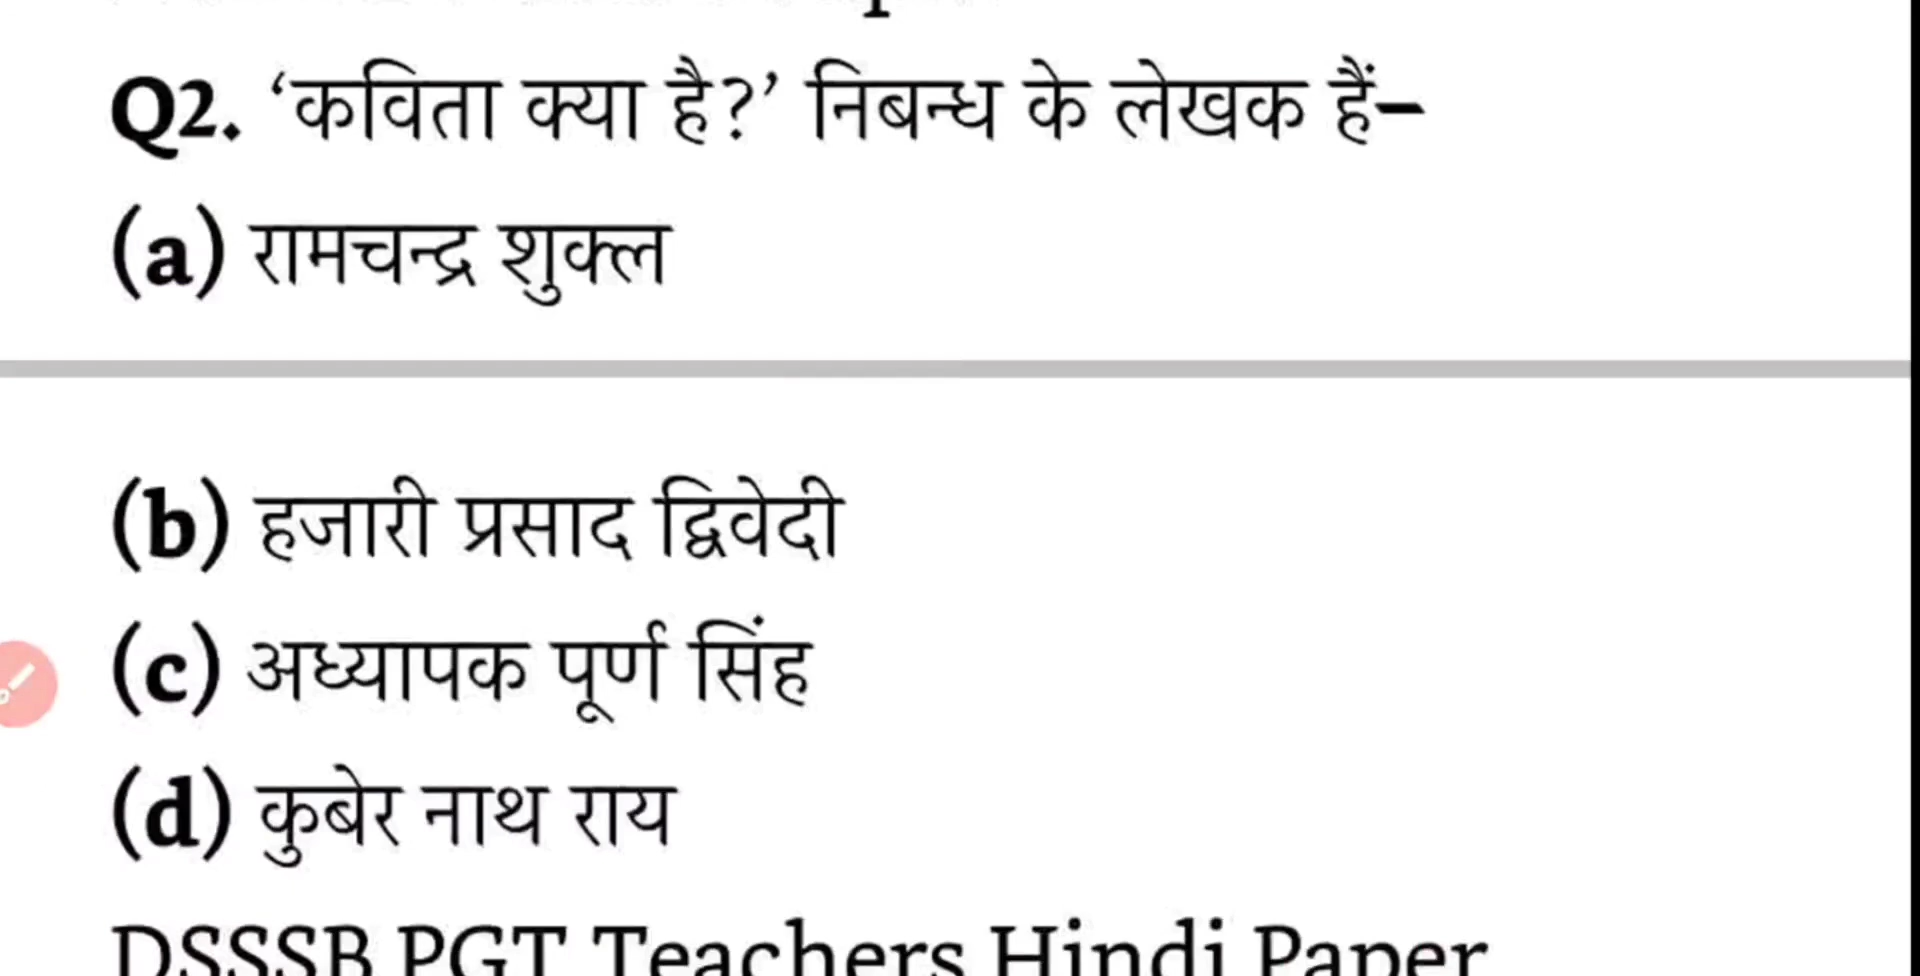 Q2. ‘कविता क्या है?’ निबन्ध के लेखक हैं–
(a) रामचन्द्र शुक्ल
(b) हजारी प्रसाद द्विवेदी
(c) अध्यापक पूर्ण सिंह
(d) कुबेर नाथ राय
DSSSB PGT Teachers Hindi Paper